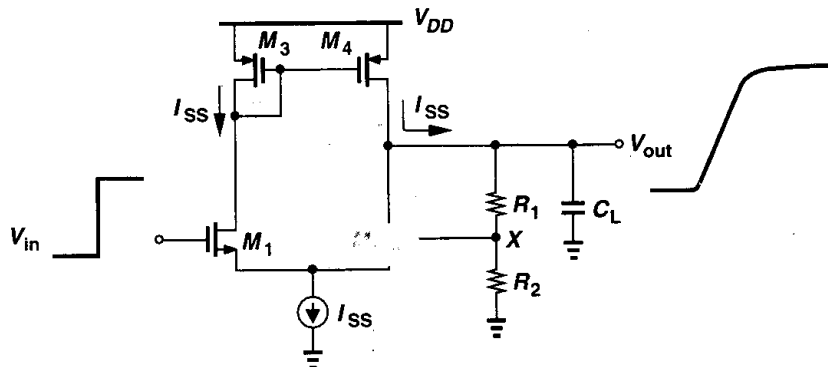 V_DD
M_3
M_4
I_SS
I_SS
V_out
R_1
C_L
V_in
M_1
X
R_2
I_SS